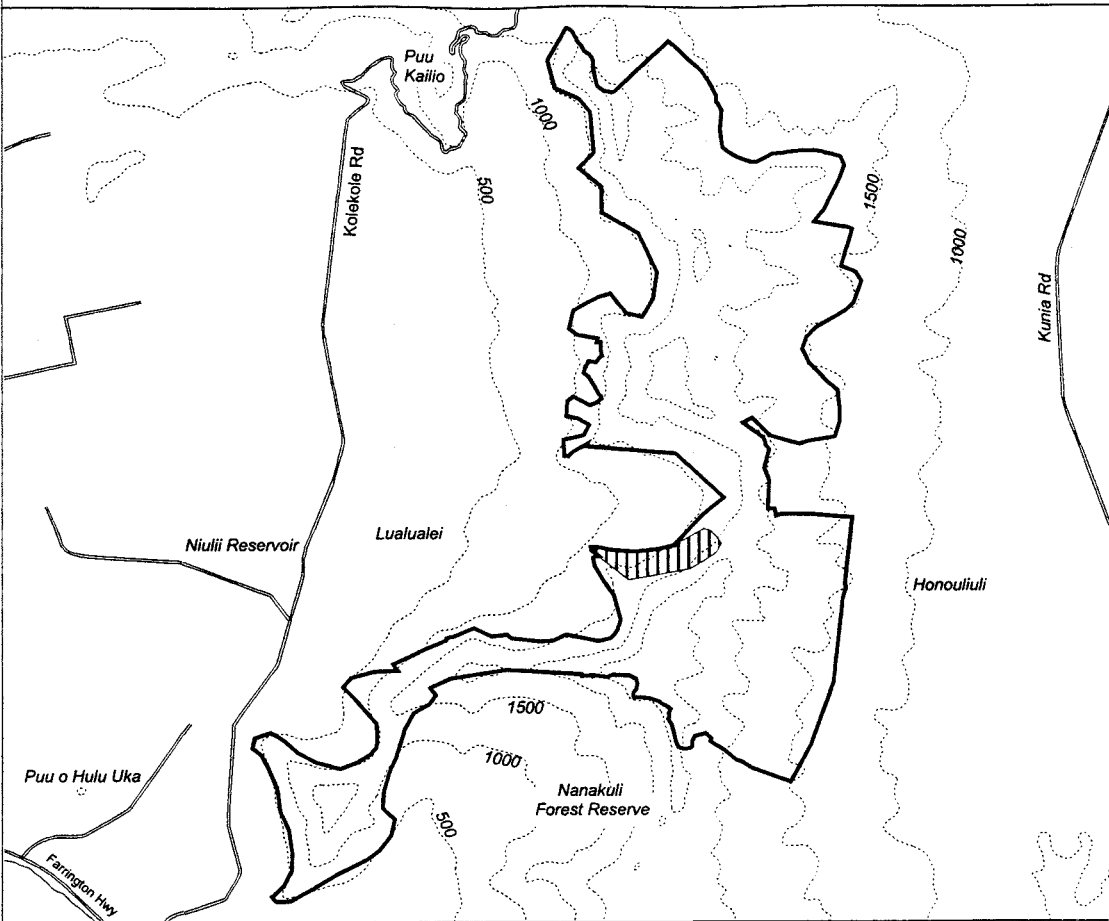 Puu
Kailio
1000
Kolekole Rd
500
1500
1000
Kunia Rd
Niulii Reservoir
Lualualei
Honouliuli
1500
1000
Puu o Hulu Uka
Nanakuli
Forest Reserve
500
Farrington Hwy